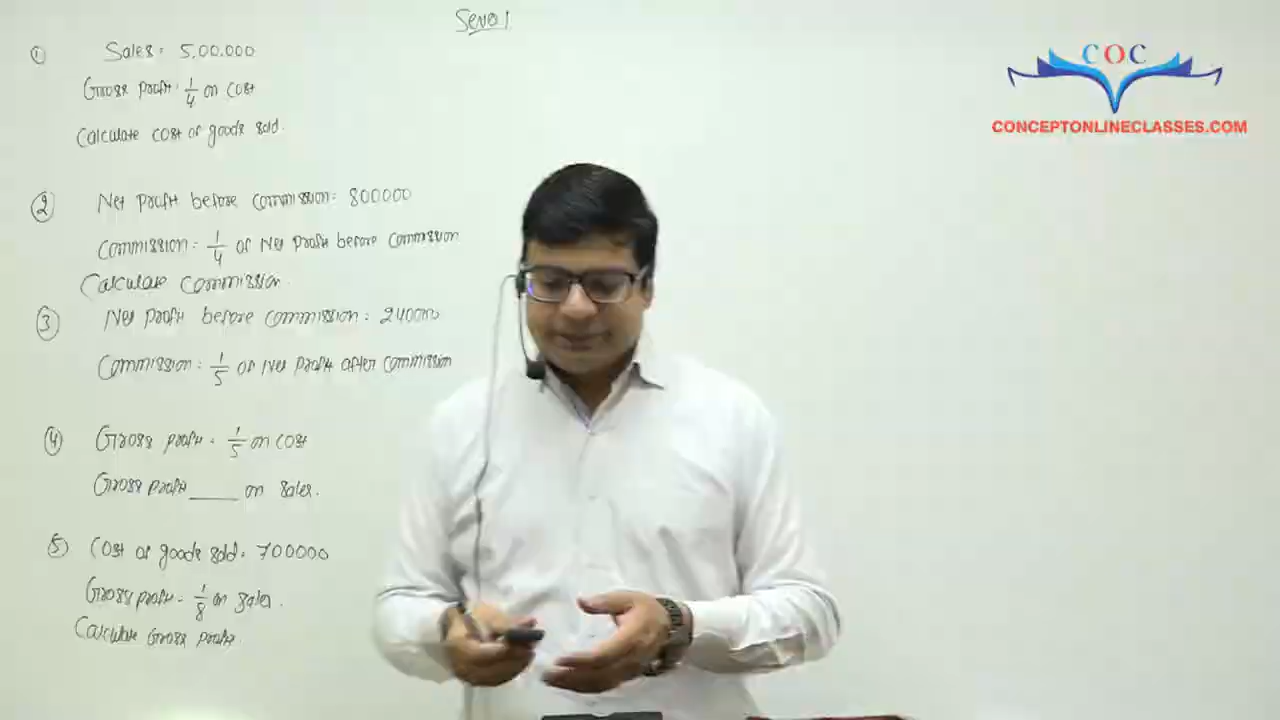 ① Sales = 5,00,000
Gross profit = 1/4 on cost
Calculate cost of goods sold.
② Net profit before commission = 800000
Commission = 1/4 of Net profit before commission
Calculate commission.
③ Net profit before commission = 240000
Commission = 1/5 of Net profit after commission
④ Gross profit = 1/5 on cost
Gross profit ____ on sales.
⑤ Cost of goods sold = 700000
Gross profit = 1/8 on sales.
Calculate Gross profit.
COC
CONCEPTONLINECLASSES.COM